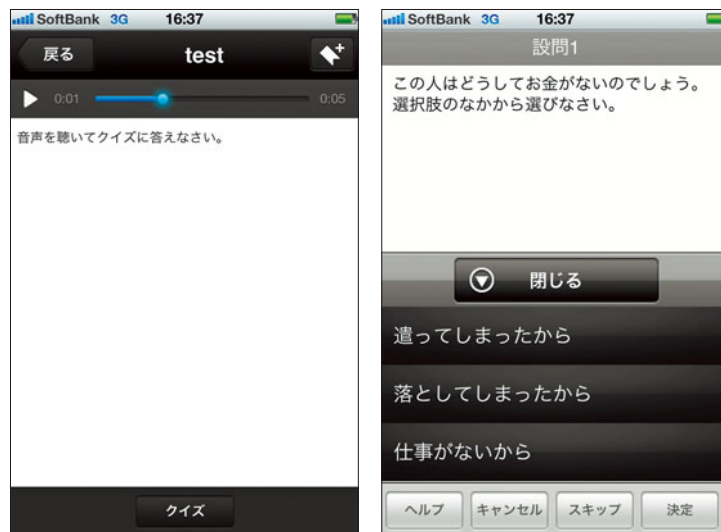 SoftBank 3G 16:37
戻る test
0:01 0:05
音声を聴いてクイズに答えなさい。
クイズ
SoftBank 3G 16:37
設問1
この人はどうしてお金がないのでしょう。
選択肢のなかから選びなさい。
閉じる
遣ってしまったから
落としてしまったから
仕事がないから
ヘルプ キャンセル スキップ 決定